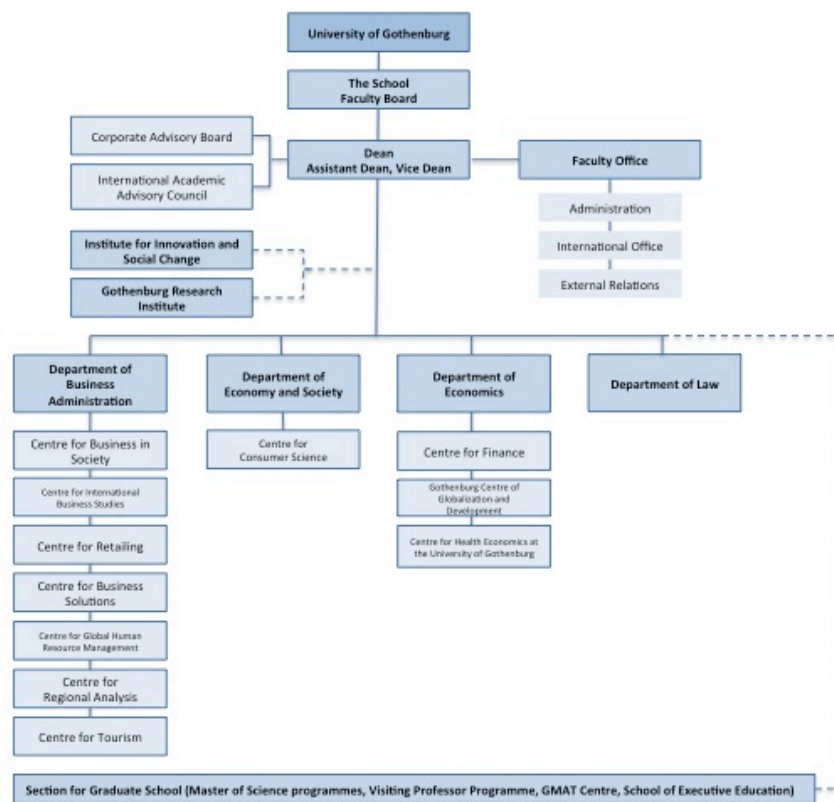 University of Gothenburg
The School
Faculty Board
Corporate Advisory Board
Dean
Assistant Dean, Vice Dean
Faculty Office
International Academic
Advisory Council
Administration
International Office
External Relations
Institute for Innovation and
Social Change
Gothenburg Research
Institute
Department of
Business
Administration
Centre for Business in
Society
Centre for International
Business Studies
Centre for Retailing
Centre for Business
Solutions
Centre for Global Human
Resource Management
Centre for
Regional Analysis
Centre for Tourism
Department of
Economy and Society
Centre for
Consumer Science
Department of
Economics
Centre for Finance
Gothenburg Centre of
Globalization and
Development
Centre for Health Economics at
the University of Gothenburg
Department of Law
Section for Graduate School (Master of Science programmes, Visiting Professor Programme, GMAT Centre, School of Executive Education)